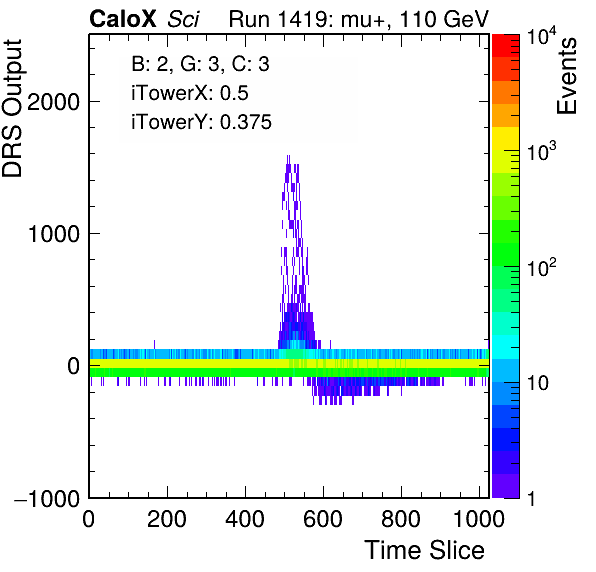 CaloX Sci Run 1419: mu+, 110 GeV
B: 2, G: 3, C: 3
iTowerX: 0.5
iTowerY: 0.375
DRS Output
2000
1000
0
−1000
0 200 400 600 800 1000
Time Slice
Events
10^4
10^3
10^2
10
1